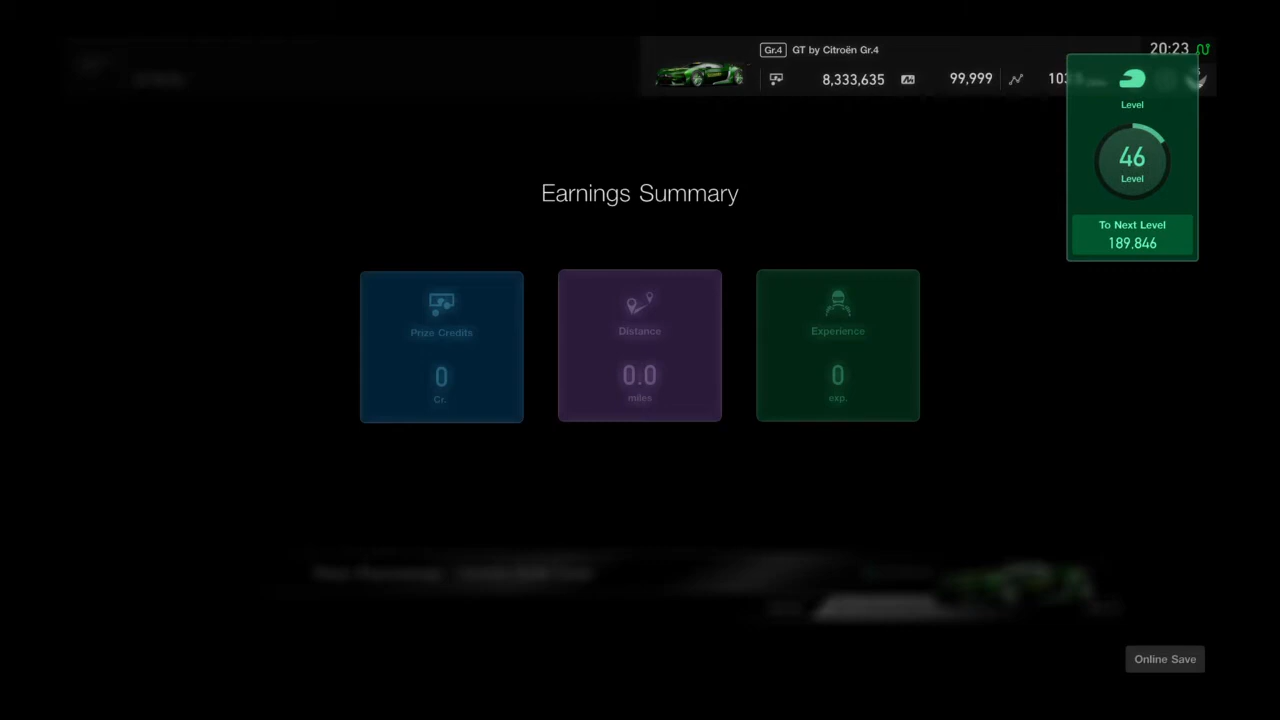 Gr.4 GT by Citroën Gr.4
20:23
8,333,635 99,999 103
Level
46
Level
To Next Level
189,846
Earnings Summary
Prize Credits
0
Cr.
Distance
0.0
miles
Experience
0
exp.
Online Save